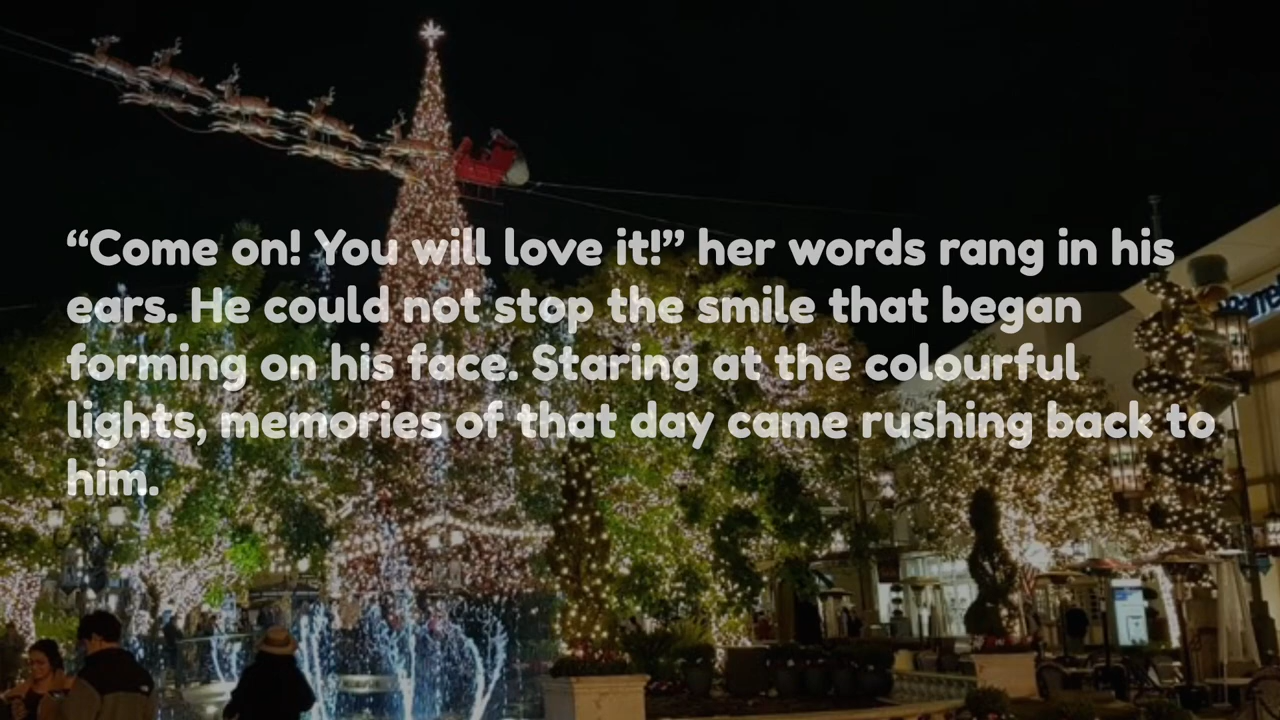 “Come on! You will love it!” her words rang in his
ears. He could not stop the smile that began
forming on his face. Staring at the colourful
lights, memories of that day came rushing back to
him.